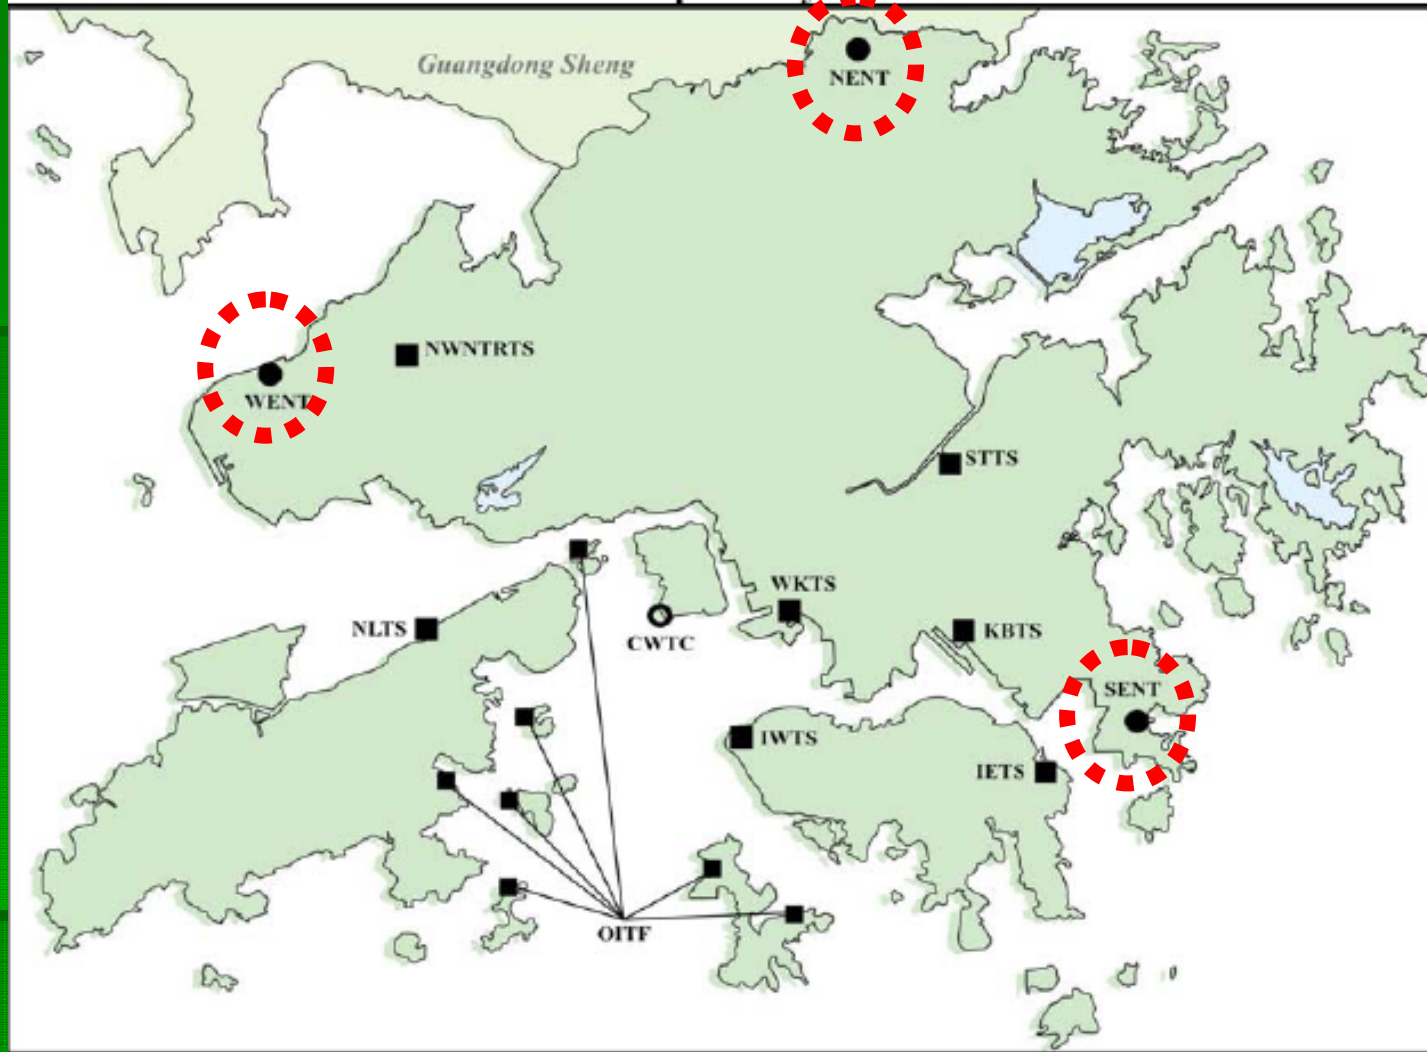 Guangdong Sheng
NENT
NWNTRTS
WENT
STTS
WKTS
NLTS
CWTC
KBTS
SENT
IWTS
IETS
OITF